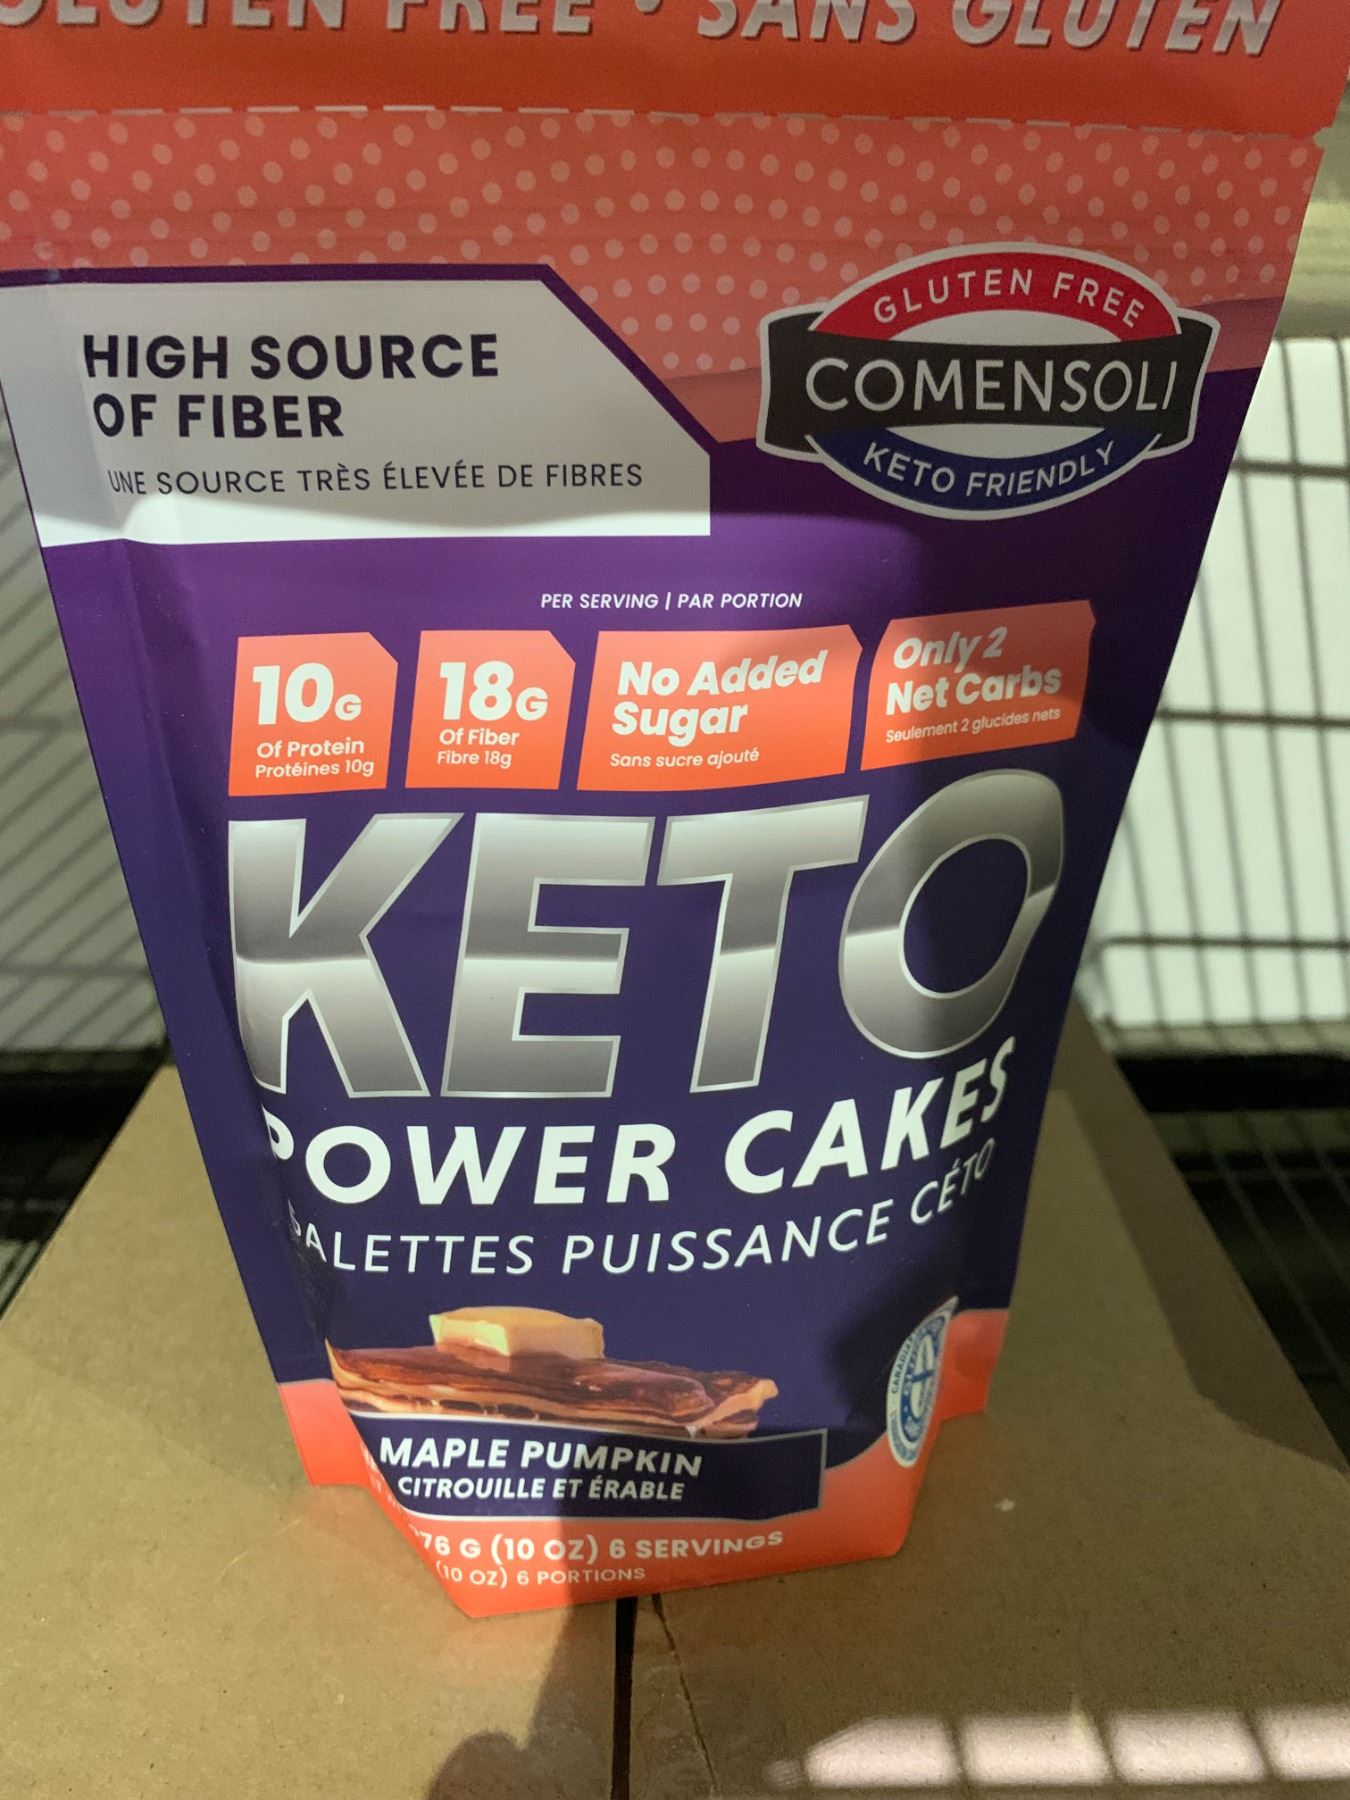 FREE • SANS GLUTEN
HIGH SOURCE
OF FIBER
UNE SOURCE TRÈS ÉLEVÉE DE FIBRES
GLUTEN FREE
COMENSOLI
KETO FRIENDLY
PER SERVING | PAR PORTION
10G
Of Protein
Protéines 10g
18G
Of Fiber
Fibre 18g
No Added
Sugar
Sans sucre ajouté
Only 2
Net Carbs
Seulement 2 glucides nets
KETO
POWER CAKES
GALETTES PUISSANCE CÉTO
MAPLE PUMPKIN
CITROUILLE ET ÉRABLE
76 G (10 OZ) 6 SERVINGS
(10 OZ) 6 PORTIONS